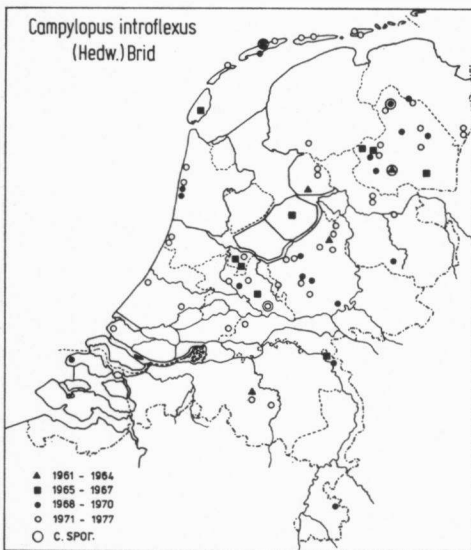 Campylopus introflexus
(Hedw.) Brid
1961 - 1964
1965 - 1967
1968 - 1970
1971 - 1977
C. SPOR.